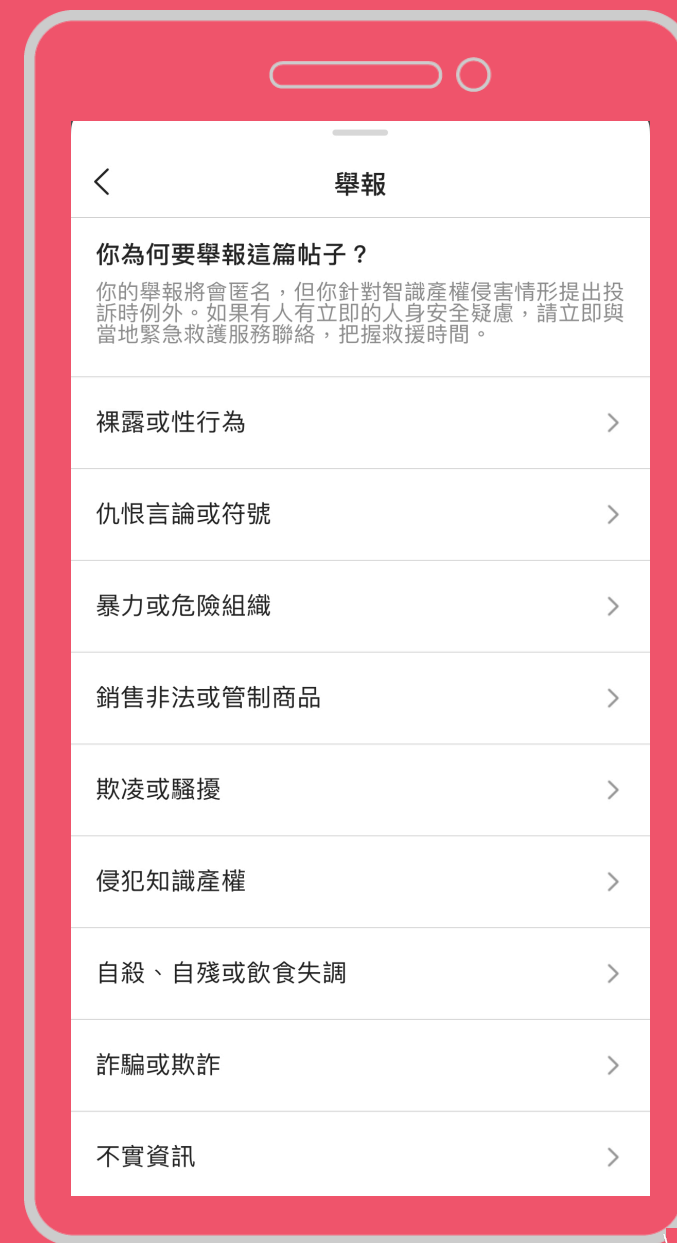 舉報
你為何要舉報這篇帖子？
你的舉報將會匿名，但你針對智識產權侵害情形提出投
訴時例外。如果有人有立即的人身安全疑慮，請立即與
當地緊急救護服務聯絡，把握救援時間。
裸露或性行為
仇恨言論或符號
暴力或危險組織
銷售非法或管制商品
欺凌或騷擾
侵犯知識產權
自殺、自殘或飲食失調
詐騙或欺詐
不實資訊